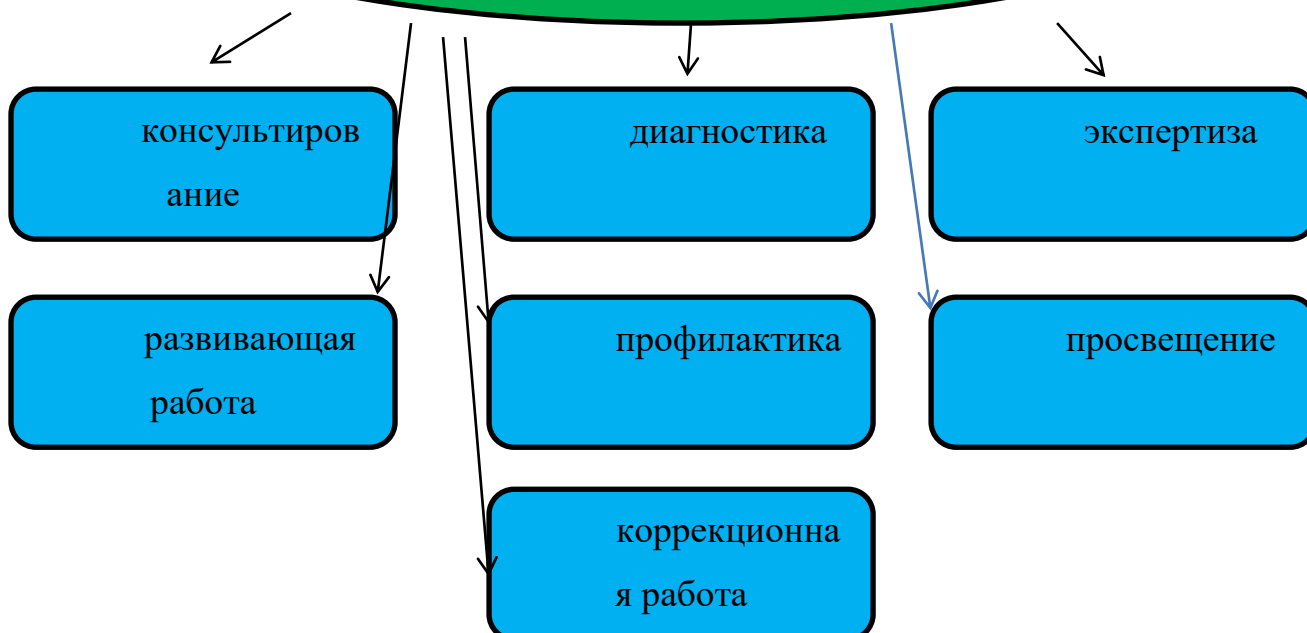 консультиров
ание
диагностика
экспертиза
развивающая
работа
профилактика
просвещение
коррекционна
я работа